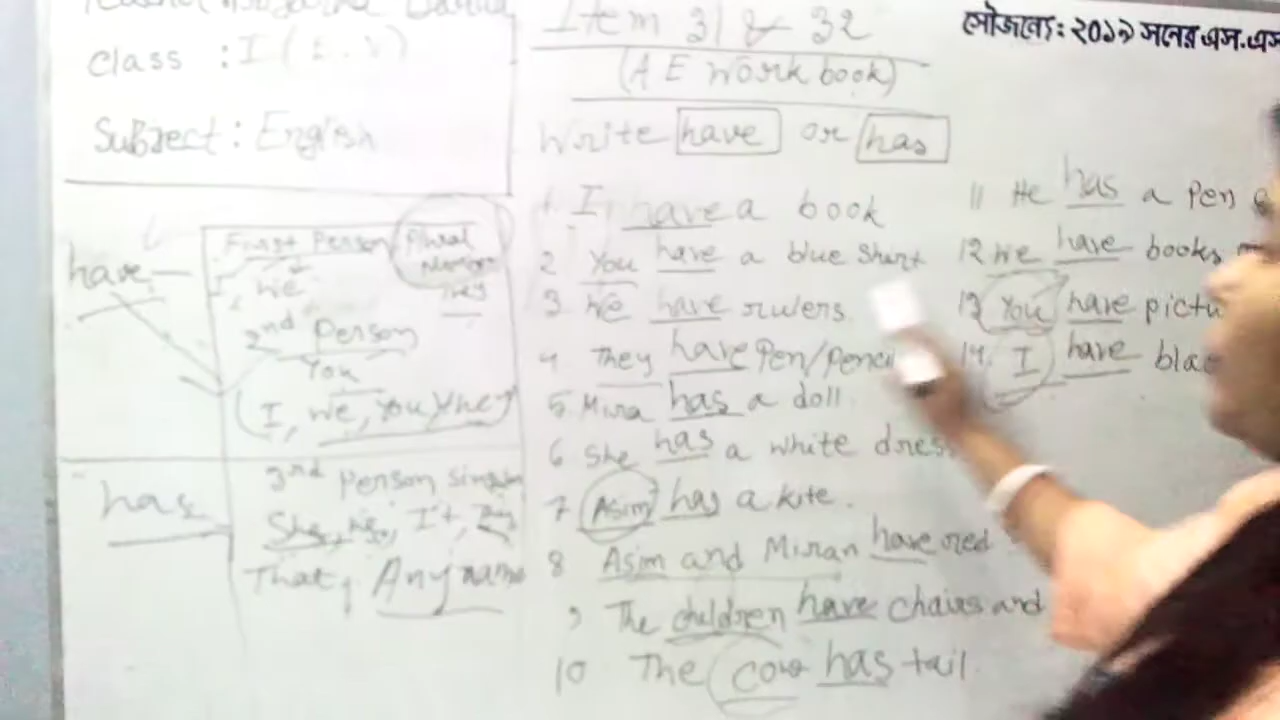 Class : I
Subject : English
Item 31 & 32
(A E work book)
Write have or has
have
First Person Plural
We
2nd Person
You
(I, we, You
has
3rd Person
She, He, It,
That, Any name
1 I have a book
2 You have a blue Shirt
3 We have rulers
4 They have Pen/Pencil
5. Mina has a doll.
6 She has a white dress
7 Asim has a kite.
8 Asim and Miran have red
9 The children have chairs and
10 The cow has tail.
11 He has a Pen
12 We have books
13 You have pictu
14. I have blac
সৌজন্যে: ২০১৯ সনের এস.এস